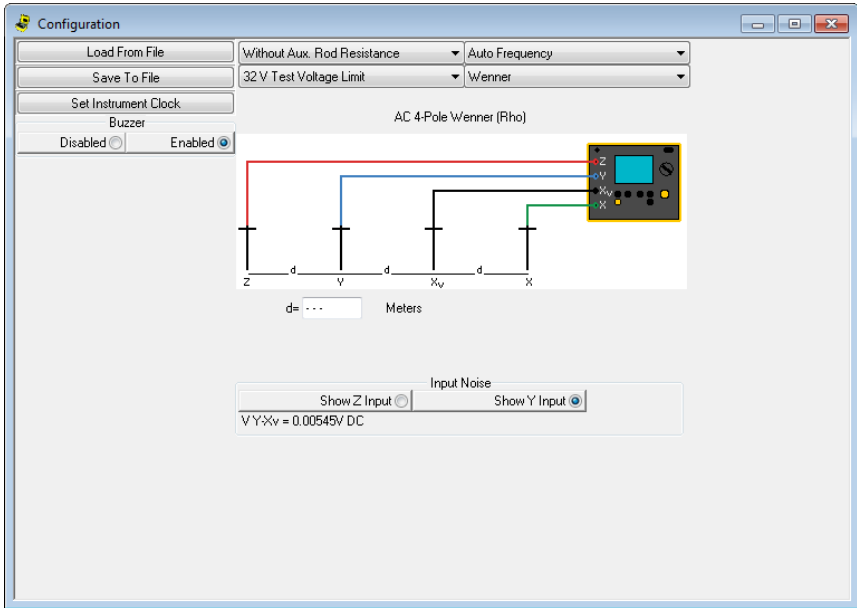 Configuration
Load From File
Without Aux. Rod Resistance
Auto Frequency
Save To File
32 V Test Voltage Limit
Wenner
Set Instrument Clock
Buzzer
Disabled
Enabled
AC 4-Pole Wenner (Rho)
Z
Y
Xv
X
d
d
d
Z
Y
Xv
X
d= ---
Meters
Input Noise
Show Z Input
Show Y Input
V Y-Xv = 0.00545V DC